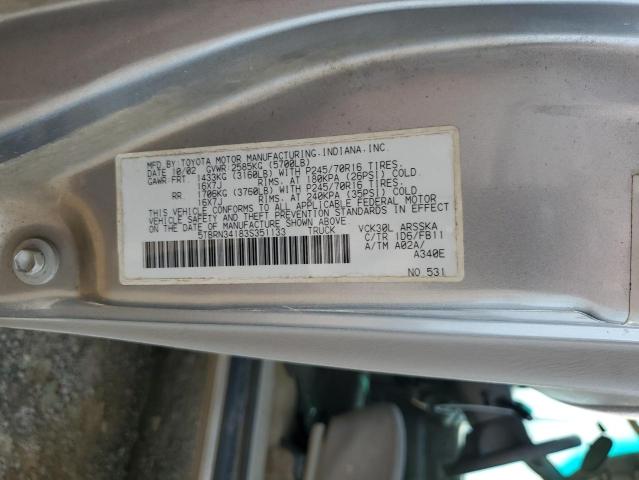 MFD.BY:TOYOTA MOTOR MANUFACTURING.INDIANA.INC
DATE 10/02 GVWR 2585KG (5700LB)
GAWR FRT 1433KG (3160LB) WITH P245/70R16 TIRES.
16X7J RIMS. AT 180KPA (26PSI) COLD
RR 1706KG (3760LB) WITH P245/70R16 TIRES.
16X7J RIMS. AT 240KPA (35PSI) COLD
THIS VEHICLE CONFORMS TO ALL APPLICABLE FEDERAL MOTOR
VEHICLE SAFETY AND THEFT PREVENTION STANDARDS IN EFFECT
ON THE DATE OF MANUFACTURE SHOWN ABOVE.
5TBRN34183S351133 TRUCK
VCK30L ARSSKA
C/TR 1D6/FB11
A/TM A02A/
A340E
NO.531